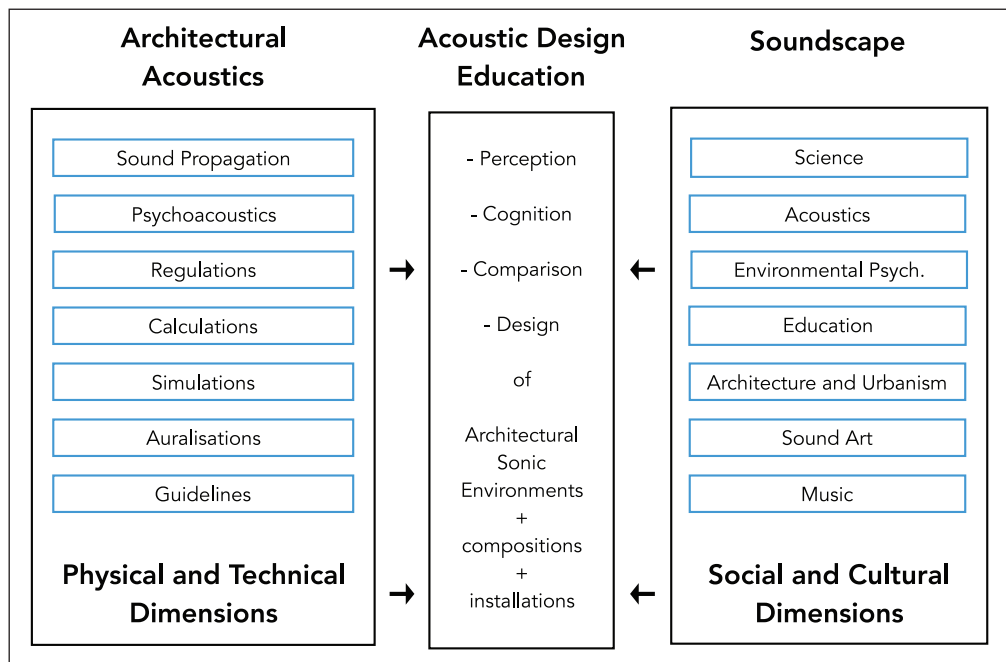 Architectural
Acoustics
Sound Propagation
Psychoacoustics
Regulations
Calculations
Simulations
Auralisations
Guidelines
Physical and Technical
Dimensions
Acoustic Design
Education
- Perception
- Cognition
- Comparison
- Design
of
Architectural
Sonic
Environments
+
compositions
+
installations
Soundscape
Science
Acoustics
Environmental Psych.
Education
Architecture and Urbanism
Sound Art
Music
Social and Cultural
Dimensions